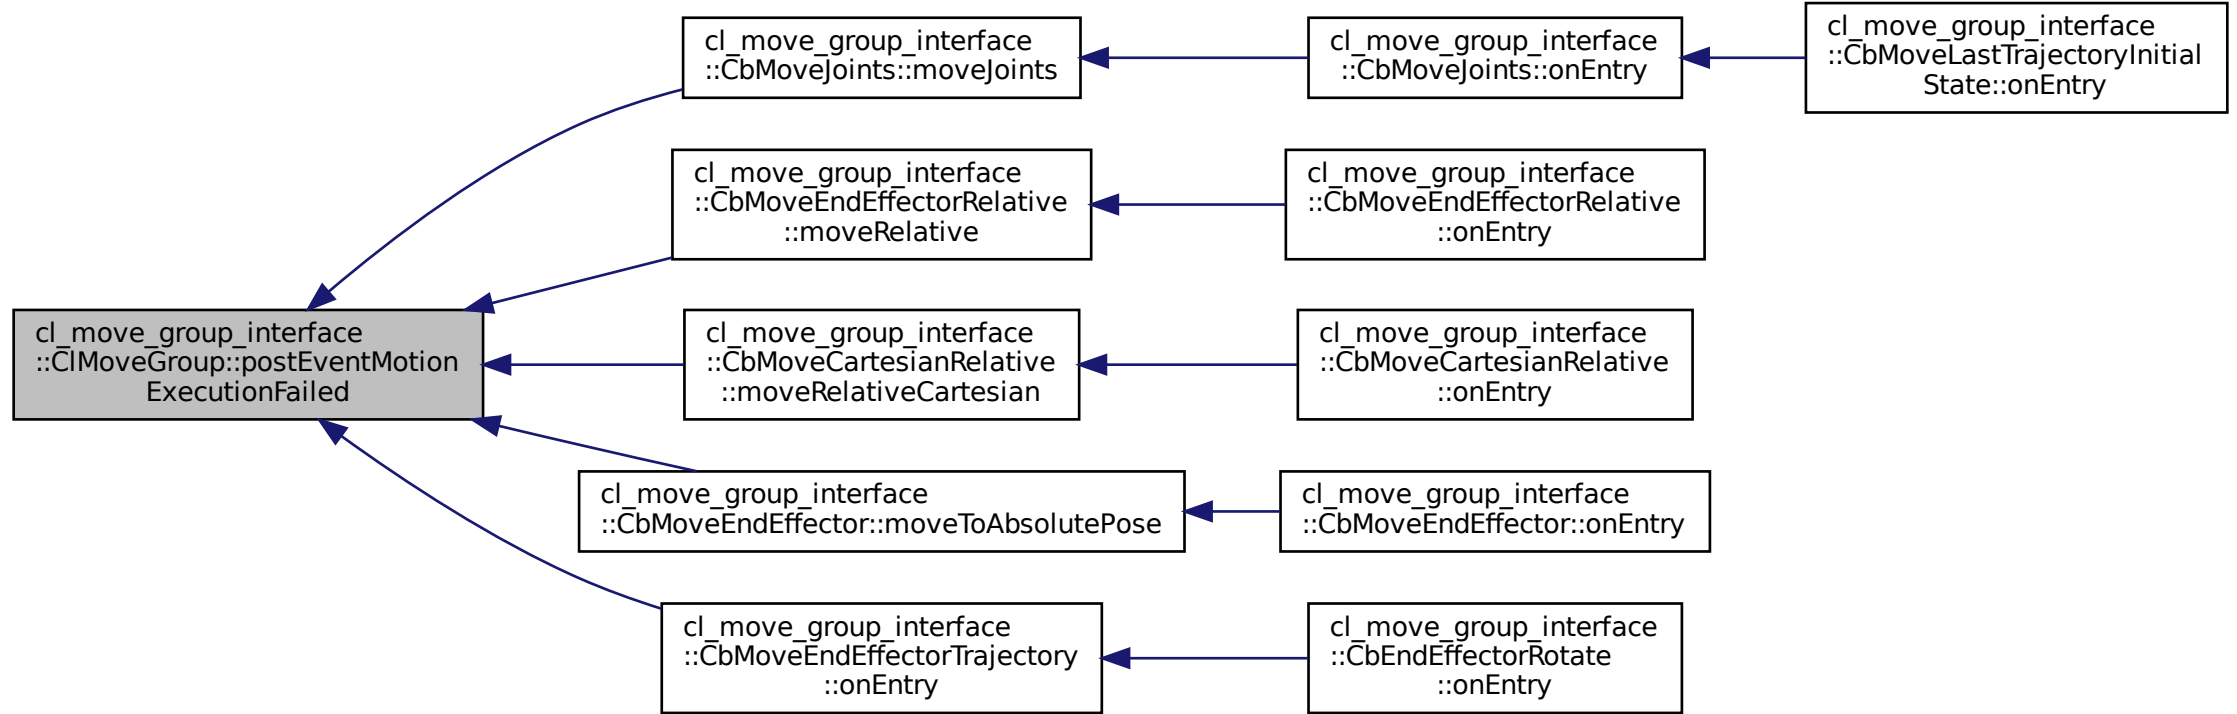 cl_move_group_interface
::CbMoveJoints::moveJoints
cl_move_group_interface
::CbMoveJoints::onEntry
cl_move_group_interface
::CbMoveLastTrajectoryInitial
State::onEntry
cl_move_group_interface
::CbMoveEndEffectorRelative
::moveRelative
cl_move_group_interface
::CbMoveEndEffectorRelative
::onEntry
cl_move_group_interface
::ClMoveGroup::postEventMotion
ExecutionFailed
cl_move_group_interface
::CbMoveCartesianRelative
::moveRelativeCartesian
cl_move_group_interface
::CbMoveCartesianRelative
::onEntry
cl_move_group_interface
::CbMoveEndEffector::moveToAbsolutePose
cl_move_group_interface
::CbMoveEndEffector::onEntry
cl_move_group_interface
::CbMoveEndEffectorTrajectory
::onEntry
cl_move_group_interface
::CbEndEffectorRotate
::onEntry